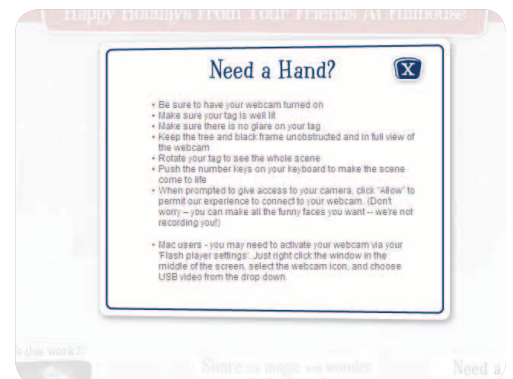 Happy Holidays From Your Friends At Fullhouse
Need a Hand?
X
• Be sure to have your webcam turned on
• Make sure your tag is well lit
• Make sure there is no glare on your tag
• Keep the tree and black frame unobstructed and in full view of
the webcam
• Rotate your tag to see the whole scene
• Push the number keys on your keyboard to make the scene
come to life
• When prompted to give access to your camera, click "Allow" to
permit our experience to connect to your webcam. (Don't
worry – you can make all the funny faces you want – we're not
recording you!)
• Mac users - you may need to activate your webcam via your
'Flash player settings'. Just right click the window in the
middle of the screen, select the webcam icon, and choose
USB video from the drop down.
's this work?
Share the magic and wonder
Need a